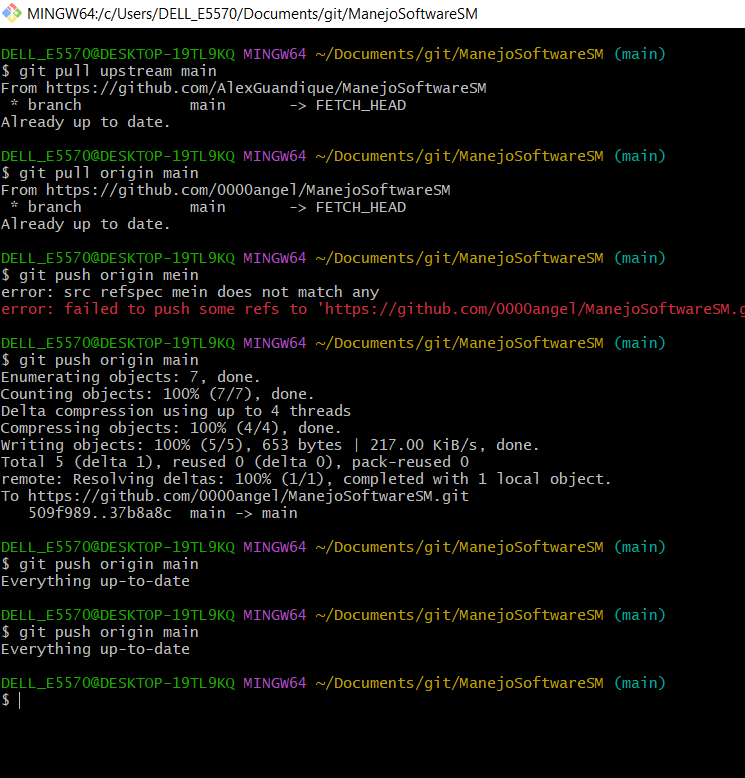 MINGW64:/c/Users/DELL_E5570/Documents/git/ManejoSoftwareSM
DELL_E5570@DESKTOP-19TL9KQ MINGW64 ~/Documents/git/ManejoSoftwareSM (main)
$ git pull upstream main
From https://github.com/AlexGuandique/ManejoSoftwareSM
 * branch            main       -> FETCH_HEAD
Already up to date.
DELL_E5570@DESKTOP-19TL9KQ MINGW64 ~/Documents/git/ManejoSoftwareSM (main)
$ git pull origin main
From https://github.com/0000angel/ManejoSoftwareSM
 * branch            main       -> FETCH_HEAD
Already up to date.
DELL_E5570@DESKTOP-19TL9KQ MINGW64 ~/Documents/git/ManejoSoftwareSM (main)
$ git push origin mein
error: src refspec mein does not match any
error: failed to push some refs to 'https://github.com/0000angel/ManejoSoftwareSM.g
DELL_E5570@DESKTOP-19TL9KQ MINGW64 ~/Documents/git/ManejoSoftwareSM (main)
$ git push origin main
Enumerating objects: 7, done.
Counting objects: 100% (7/7), done.
Delta compression using up to 4 threads
Compressing objects: 100% (4/4), done.
Writing objects: 100% (5/5), 653 bytes | 217.00 KiB/s, done.
Total 5 (delta 1), reused 0 (delta 0), pack-reused 0
remote: Resolving deltas: 100% (1/1), completed with 1 local object.
To https://github.com/0000angel/ManejoSoftwareSM.git
   509f989..37b8a8c  main -> main
DELL_E5570@DESKTOP-19TL9KQ MINGW64 ~/Documents/git/ManejoSoftwareSM (main)
$ git push origin main
Everything up-to-date
DELL_E5570@DESKTOP-19TL9KQ MINGW64 ~/Documents/git/ManejoSoftwareSM (main)
$ git push origin main
Everything up-to-date
DELL_E5570@DESKTOP-19TL9KQ MINGW64 ~/Documents/git/ManejoSoftwareSM (main)
$